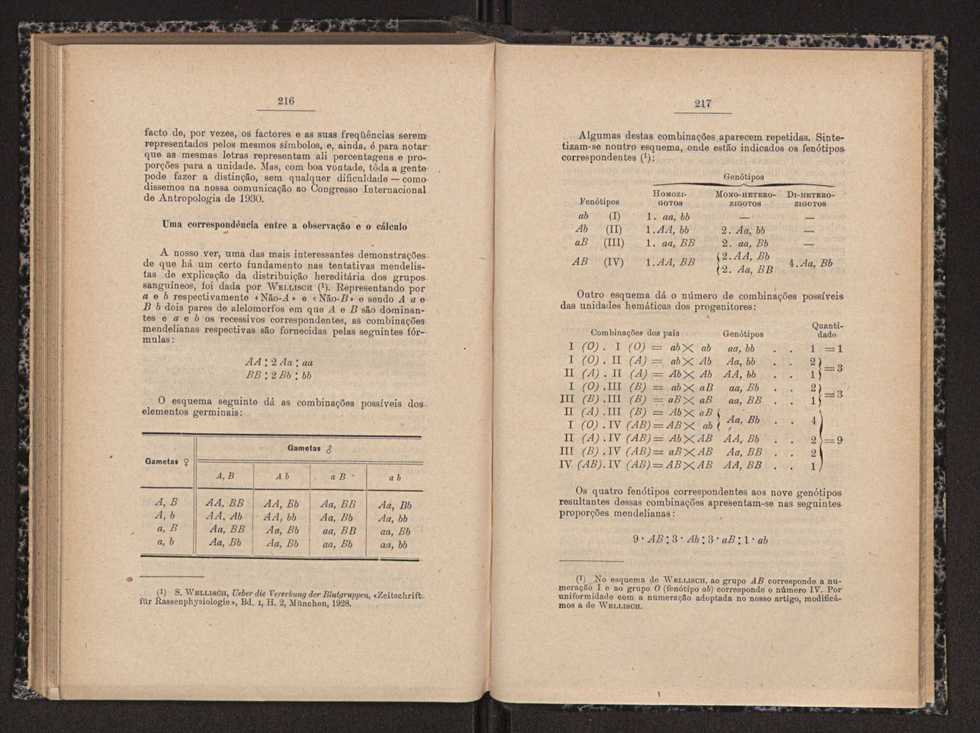 216
facto de, por vezes, os factores e as suas freqüências serem
representados pelos mesmos símbolos, e, ainda, é para notar
que as mesmas letras representam ali percentagens e pro-
porções para a unidade. Mas, com boa vontade, tôda a gente
pode fazer a distinção, sem qualquer dificuldade — como
dissemos na nossa comunicação ao Congresso Internacional
de Antropologia de 1930.
Uma correspondência entre a observação e o cálculo
A nosso ver, uma das mais interessantes demonstrações
de que há um certo fundamento nas tentativas mendelis-
tas de explicação da distribuição hereditária dos grupos
sanguíneos, foi dada por WELLISCH (¹). Representando por
a e b respectivamente «Não-A» e «Não-B» e sendo A a e
B b dois pares de alelomorfos em que A e B são dominan-
tes e a e b os recessivos correspondentes, as combinações
mendelianas respectivas são fornecidas pelas seguintes fór-
mulas:
AA : 2 Aa : aa
BB : 2 Bb : bb
O esquema seguinte dá as combinações possíveis dos
elementos germinais:
Gametas ♀ Gametas ♂
A, B A b a B a b
A, B AA, BB AA, Bb Aa, BB Aa, Bb
A, b AA, Ab AA, bb Aa, Bb Aa, bb
a, B Aa, BB Aa, Bb aa, BB aa, Bb
a, b Aa, Bb Aa, Bb aa, Bb aa, bb
(¹) S. WELLISCH, Ueber die Vererbung der Blutgruppen, «Zeitschrift
für Rassenphysiologie», Bd. I, H. 2, München, 1928.
217
Algumas destas combinações aparecem repetidas. Sinte-
tizam-se noutro esquema, onde estão indicados os fenótipos
correspondentes (¹):
Genótipos
Fenótipos HOMOZI- GOTOS MONO-HETERO- ZIGOTOS DI-HETERO- ZIGOTOS
ab (I) 1. aa, bb — —
Ab (II) 1. AA, bb 2. Aa, bb —
aB (III) 1. aa, BB 2. aa, Bb —
AB (IV) 1. AA, BB { 2. AA, Bb 4. Aa, Bb
2. Aa, BB
Outro esquema dá o número de combinações possíveis
das unidades hemáticas dos progenitores:
Combinações dos pais Genótipos Quanti- dade
I (O) . I (O) = ab × ab aa, bb . . 1 = 1
I (O) . II (A) = ab × Ab Aa, bb . . 2 } = 3
II (A) . II (A) = Ab × Ab AA, bb . . 1
I (O) . III (B) = ab × aB aa, Bb . . 2 } = 3
III (B) . III (B) = aB × aB aa, BB . . 1
II (A) . III (B) = Ab × aB { Aa, Bb . . 4 } = 9
I (O) . IV (AB) = AB × ab
II (A) . IV (AB) = Ab × AB AA, Bb . . 2
III (B) . IV (AB) = aB × AB Aa, BB . . 2
IV (AB) . IV (AB) = AB × AB AA, BB . . 1
Os quatro fenótipos correspondentes aos nove genótipos
resultantes dessas combinações apresentam-se nas seguintes
proporções mendelianas:
9 · AB : 3 · Ab : 3 · aB : 1 · ab
(¹) No esquema de WELLISCH, ao grupo AB corresponde a nu-
meração I e ao grupo O (fenótipo ab) corresponde o número IV. Por
uniformidade com a numeração adoptada no nosso artigo, modificá-
mos a de WELLISCH.